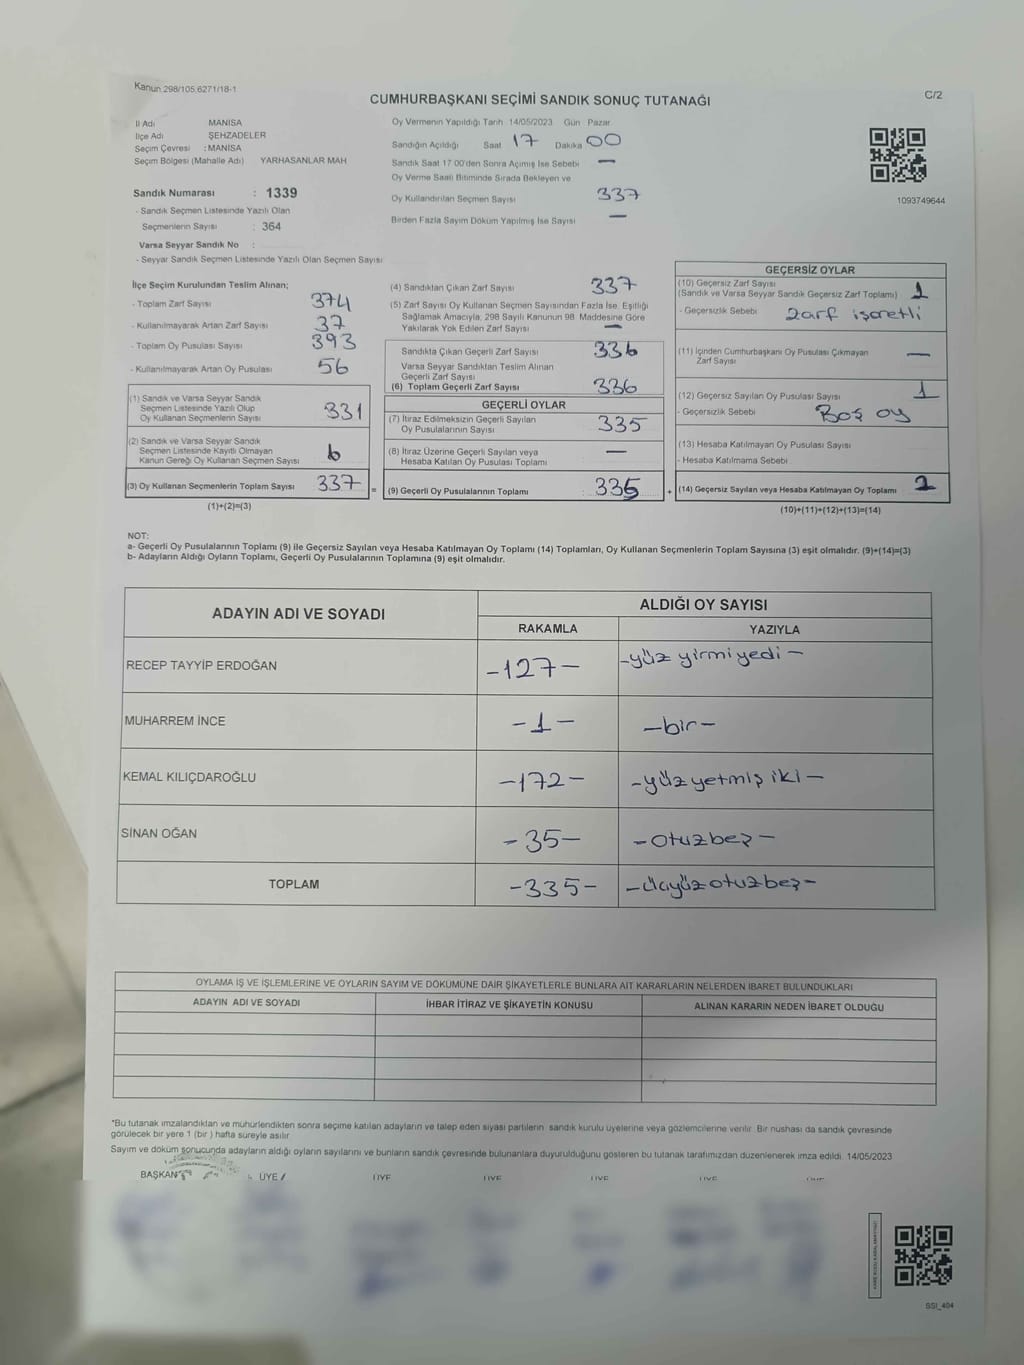 Kanun 298/105,6271/18-1
CUMHURBAŞKANI SEÇİMİ SANDIK SONUÇ TUTANAĞI
C/2
İl Adı MANİSA
İlçe Adı ŞEHZADELER
Seçim Çevresi : MANİSA
Seçim Bölgesi (Mahalle Adı) YARHASANLAR MAH
Sandık Numarası : 1339
- Sandık Seçmen Listesinde Yazılı Olan
Seçmenlerin Sayısı : 364
Varsa Seyyar Sandık No :
- Seyyar Sandık Seçmen Listesinde Yazılı Olan Seçmen Sayısı
Oy Vermenin Yapıldığı Tarih 14/05/2023 Gün Pazar
Sandığın Açıldığı Saat 17 Dakika 00
Sandık Saat 17 00'den Sonra Açılmış İse Sebebi —
Oy Verme Saati Bitiminde Sırada Bekleyen ve
Oy Kullandırılan Seçmen Sayısı 337
Birden Fazla Sayım Döküm Yapılmış İse Sayısı —
1093749644
İlçe Seçim Kurulundan Teslim Alınan;
- Toplam Zarf Sayısı 374
- Kullanılmayarak Artan Zarf Sayısı 37
- Toplam Oy Pusulası Sayısı 393
- Kullanılmayarak Artan Oy Pusulası 56
(1) Sandık ve Varsa Seyyar Sandık
Seçmen Listesinde Yazılı Olup
Oy Kullanan Seçmenlerin Sayısı 331
(2) Sandık ve Varsa Seyyar Sandık
Seçmen Listesinde Kayıtlı Olmayan
Kanun Gereği Oy Kullanan Seçmen Sayısı 6
(3) Oy Kullanan Seçmenlerin Toplam Sayısı 337 =
(1)+(2)=(3)
(4) Sandıktan Çıkan Zarf Sayısı 337
(5) Zarf Sayısı Oy Kullanan Seçmen Sayısından Fazla İse, Eşitliği
Sağlamak Amacıyla, 298 Sayılı Kanunun 98 Maddesine Göre
Yakılarak Yok Edilen Zarf Sayısı —
Sandıkta Çıkan Geçerli Zarf Sayısı 336
Varsa Seyyar Sandıktan Teslim Alınan
Geçerli Zarf Sayısı
(6) Toplam Geçerli Zarf Sayısı 336
GEÇERLİ OYLAR
(7) İtiraz Edilmeksizin Geçerli Sayılan
Oy Pusulalarının Sayısı 335
(8) İtiraz Üzerine Geçerli Sayılan veya
Hesaba Katılan Oy Pusulası Toplamı —
(9) Geçerli Oy Pusulalarının Toplamı 335 +
GEÇERSİZ OYLAR
(10) Geçersiz Zarf Sayısı
(Sandık ve Varsa Seyyar Sandık Geçersiz Zarf Toplamı) 1
- Geçersizlik Sebebi zarf işaretli
(11) İçinden Cumhurbaşkanı Oy Pusulası Çıkmayan
Zarf Sayısı —
(12) Geçersiz Sayılan Oy Pusulası Sayısı 1
- Geçersizlik Sebebi Boş oy
(13) Hesaba Katılmayan Oy Pusulası Sayısı
- Hesaba Katılmama Sebebi
(14) Geçersiz Sayılan veya Hesaba Katılmayan Oy Toplamı 2
(10)+(11)+(12)+(13)=(14)
NOT:
a- Geçerli Oy Pusulalarının Toplamı (9) ile Geçersiz Sayılan veya Hesaba Katılmayan Oy Toplamı (14) Toplamları, Oy Kullanan Seçmenlerin Toplam Sayısına (3) eşit olmalıdır. (9)+(14)=(3)
b- Adayların Aldığı Oyların Toplamı, Geçerli Oy Pusulalarının Toplamına (9) eşit olmalıdır.
ADAYIN ADI VE SOYADI
ALDIĞI OY SAYISI
RAKAMLA YAZIYLA
RECEP TAYYİP ERDOĞAN -127- -yüz yirmi yedi-
MUHARREM İNCE -1- -bir-
KEMAL KILIÇDAROĞLU -172- -yüz yetmiş iki-
SİNAN OĞAN -35- -otuzbeş-
TOPLAM -335- -üçyüz otuzbeş-
OYLAMA İŞ VE İŞLEMLERİNE VE OYLARIN SAYIM VE DÖKÜMÜNE DAİR ŞİKAYETLERLE BUNLARA AİT KARARLARIN NELERDEN İBARET BULUNDUKLARI
ADAYIN ADI VE SOYADI İHBAR İTİRAZ VE ŞİKAYETİN KONUSU ALINAN KARARIN NEDEN İBARET OLDUĞU
*Bu tutanak imzalandıktan ve mühürlendikten sonra seçime katılan adayların ve talep eden siyasi partilerin sandık kurulu üyelerine veya gözlemcilerine verilir. Bir nüshası da sandık çevresinde
görülecek bir yere 1 (bir ) hafta süreyle asılır
Sayım ve döküm sonucunda adayların aldığı oyların sayılarını ve bunların sandık çevresinde bulunanlara duyurulduğunu gösteren bu tutanak tarafımızdan düzenlenerek imza edildi. 14/05/2023
BAŞKAN ÜYE ÜYE ÜYE ÜYE ÜYE
SSI_404